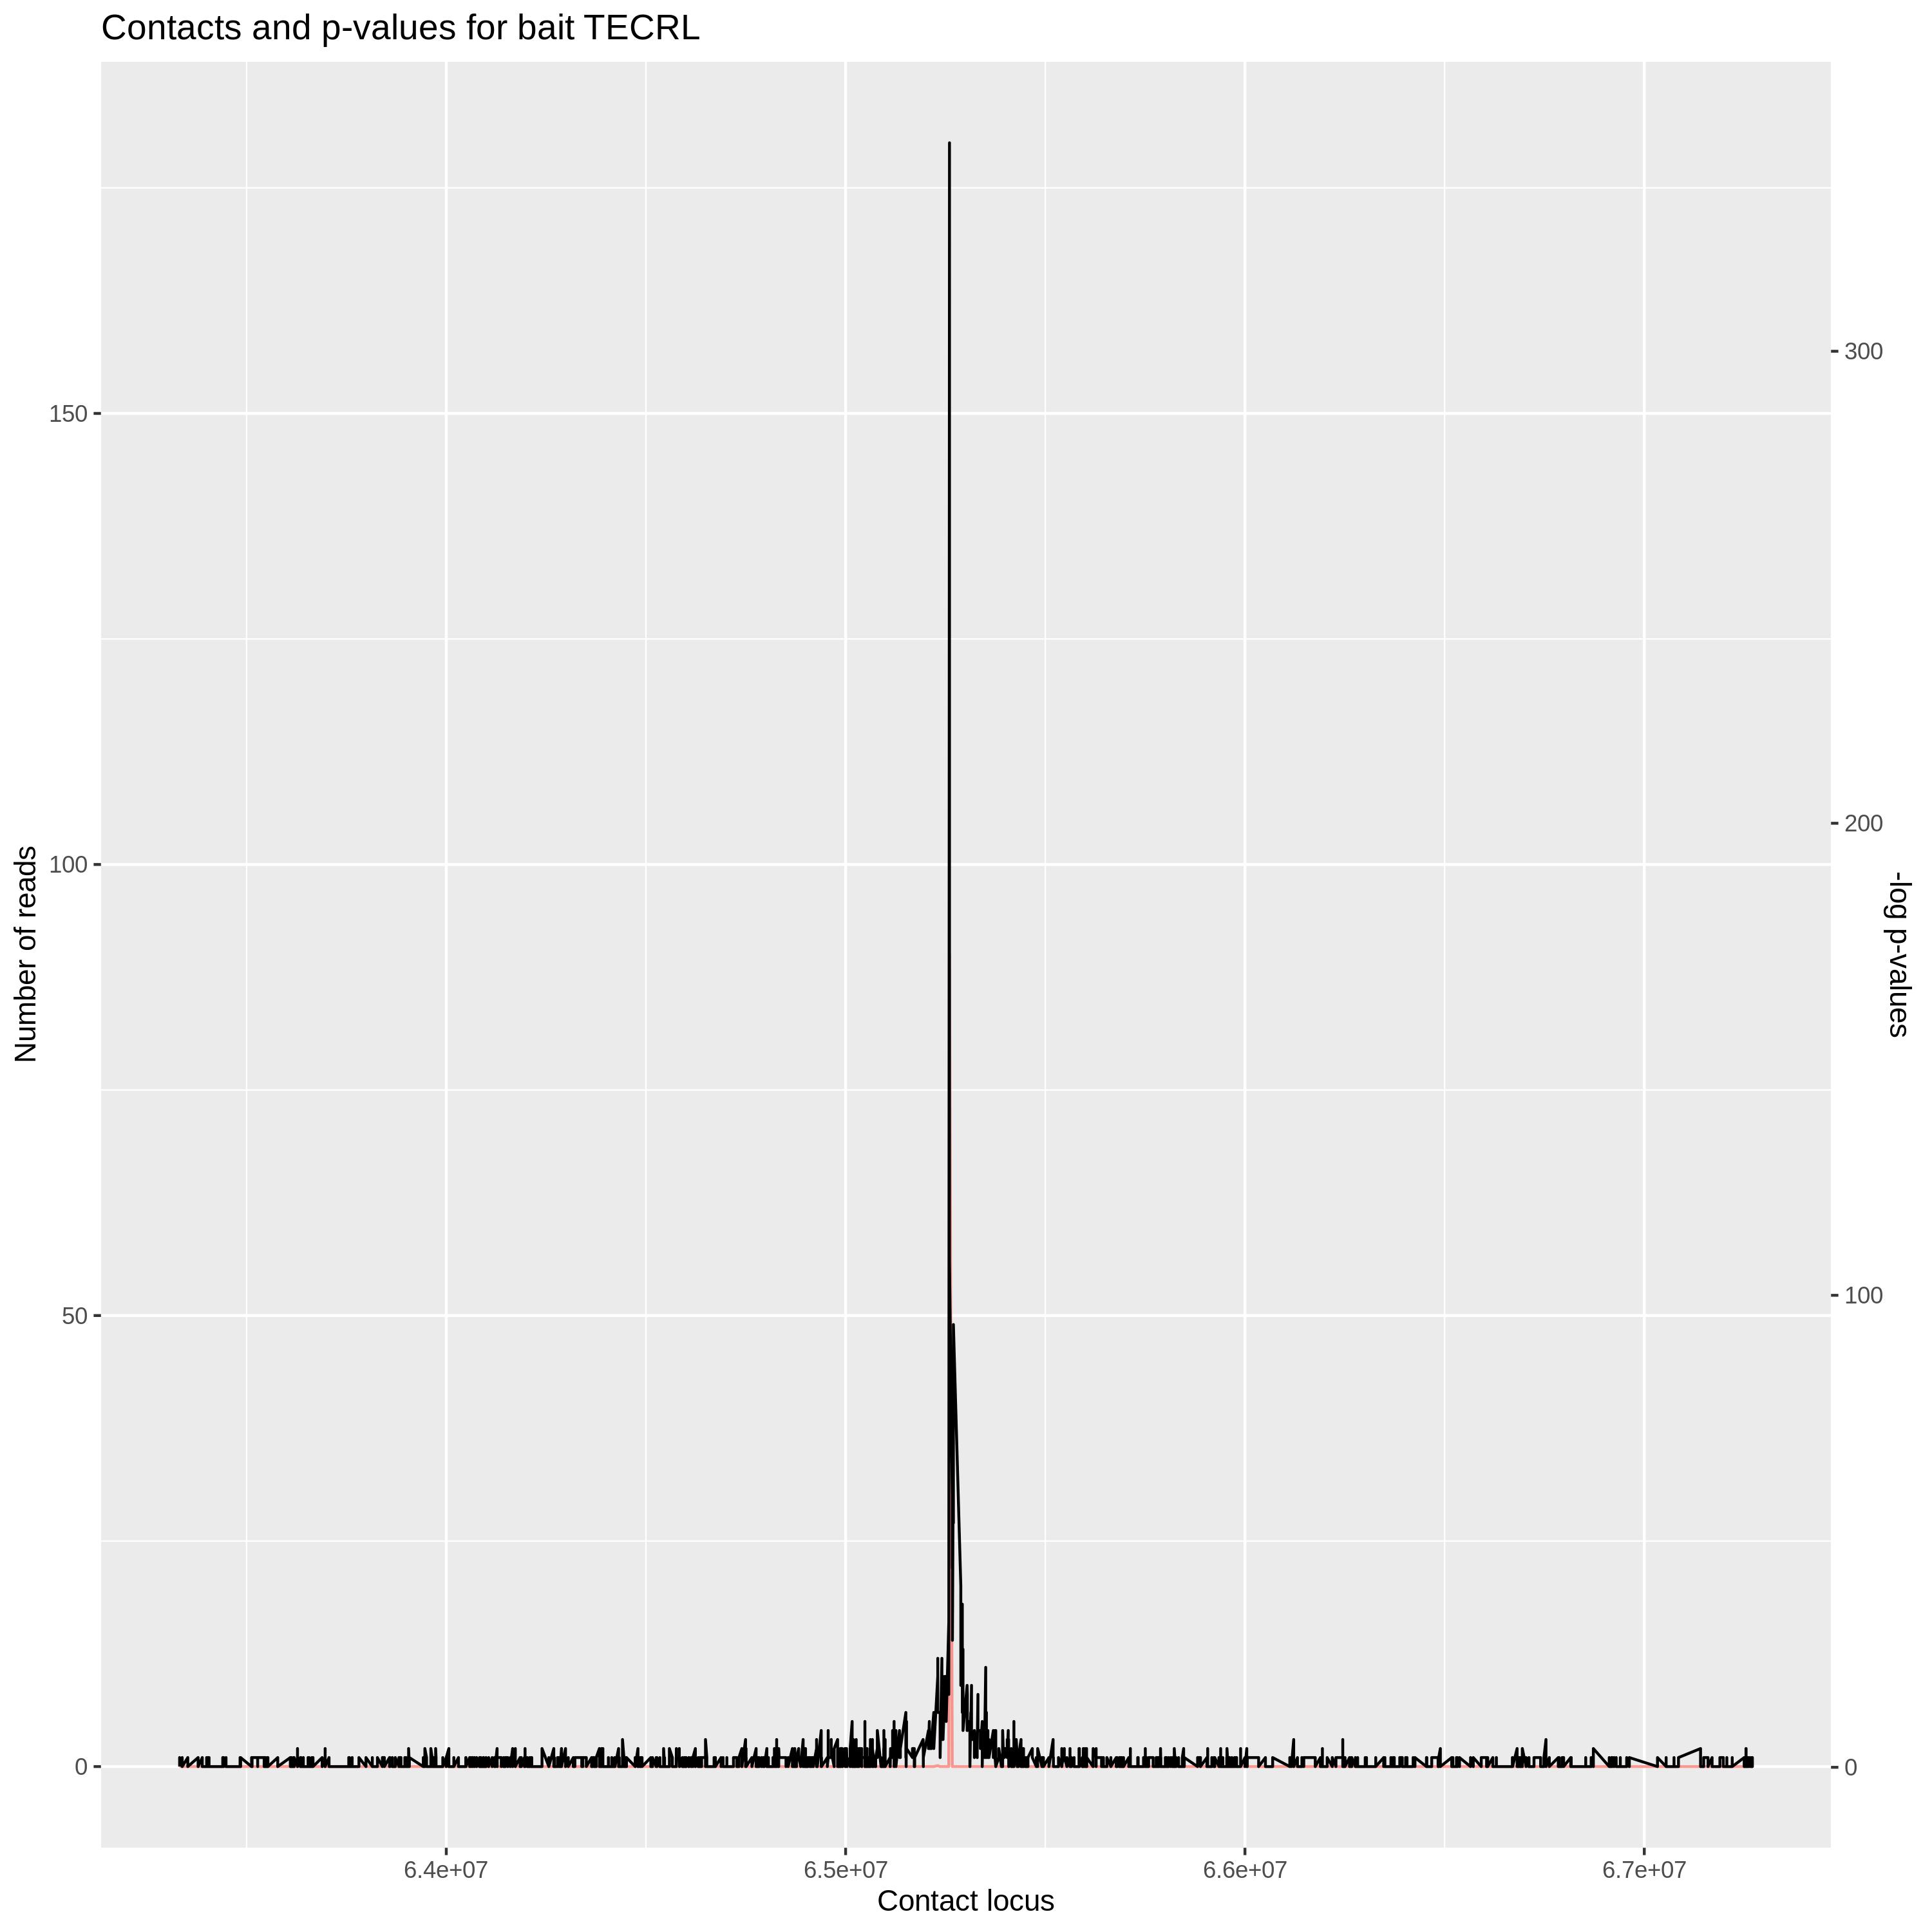 Contacts and p-values for bait TECRL
Number of reads
150
100
50
0
300
200
100
0
-log p-values
6.4e+07
6.5e+07
6.6e+07
6.7e+07
Contact locus